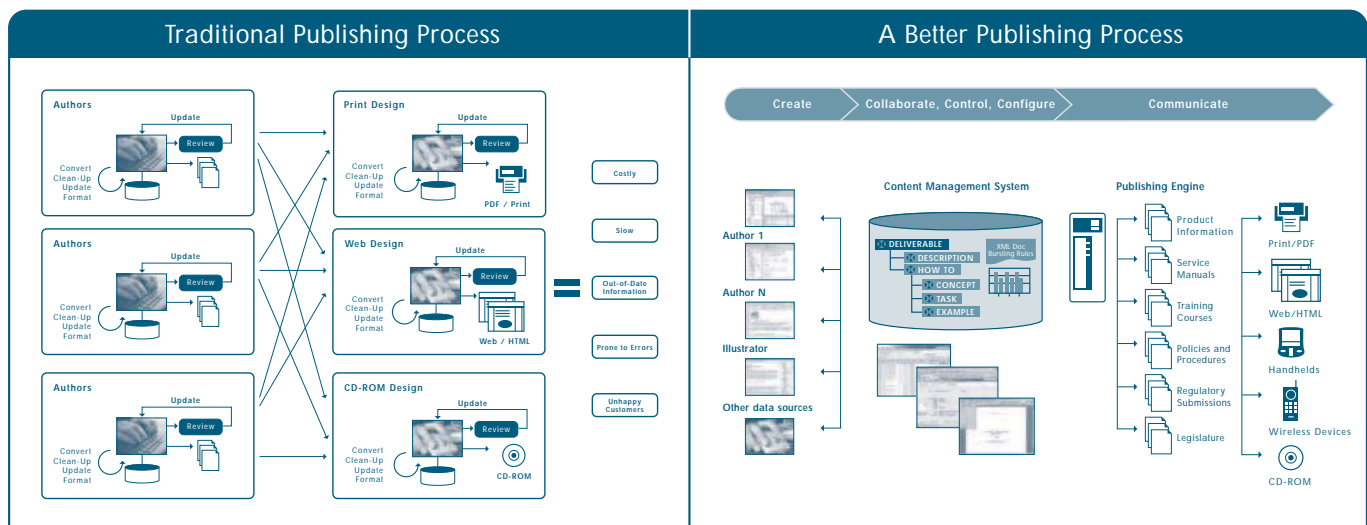 Traditional Publishing Process
Authors
Update
Review
Convert
Clean-Up
Update
Format
Authors
Update
Review
Convert
Clean-Up
Update
Format
Authors
Update
Review
Convert
Clean-Up
Update
Format
Print Design
Update
Review
Convert
Clean-Up
Update
Format
PDF / Print
Web Design
Update
Review
Convert
Clean-Up
Update
Format
Web / HTML
CD-ROM Design
Update
Review
Convert
Clean-Up
Update
Format
CD-ROM
Costly
Slow
Out-of-Date
Information
Prone to Errors
Unhappy
Customers
A Better Publishing Process
Create
Collaborate, Control, Configure
Communicate
Author 1
Author N
Illustrator
Other data sources
Content Management System
DELIVERABLE
DESCRIPTION
HOW TO
CONCEPT
TASK
EXAMPLE
XML Doc
Bursting Rules
Publishing Engine
Product
Information
Service
Manuals
Training
Courses
Policies and
Procedures
Regulatory
Submissions
Legislature
Print/PDF
Web/HTML
Handhelds
Wireless Devices
CD-ROM